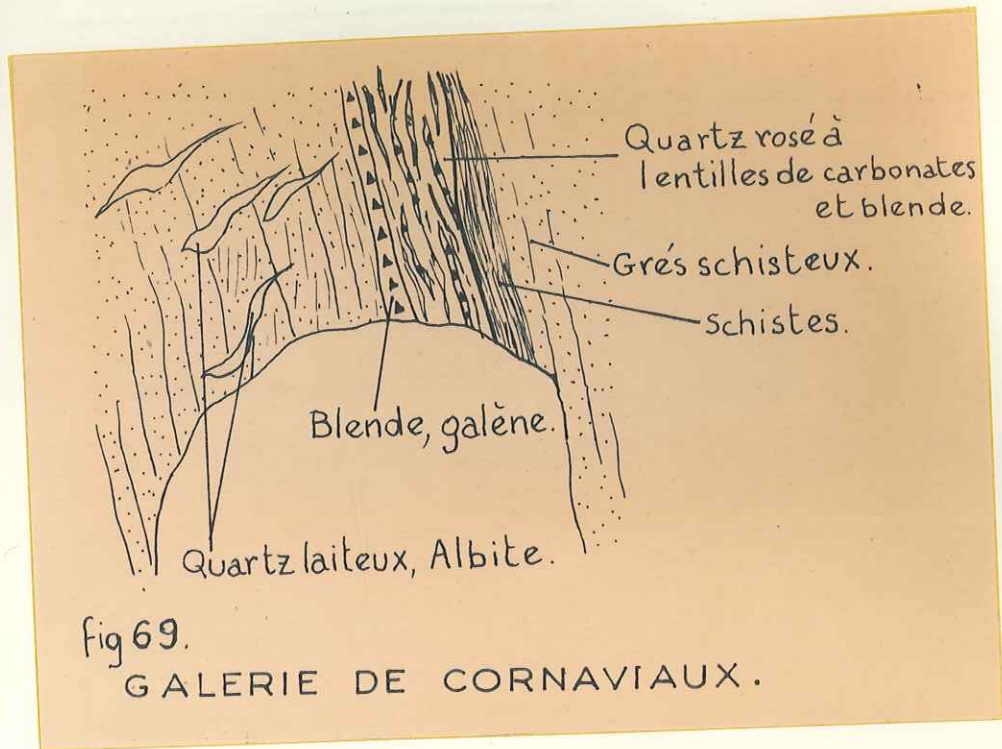 Quartz rosé à
lentilles de carbonates
et blende.
Grés schisteux.
Schistes.
Blende, galène.
Quartz laiteux, Albite.
fig 69.
GALERIE DE CORNAVIAUX.